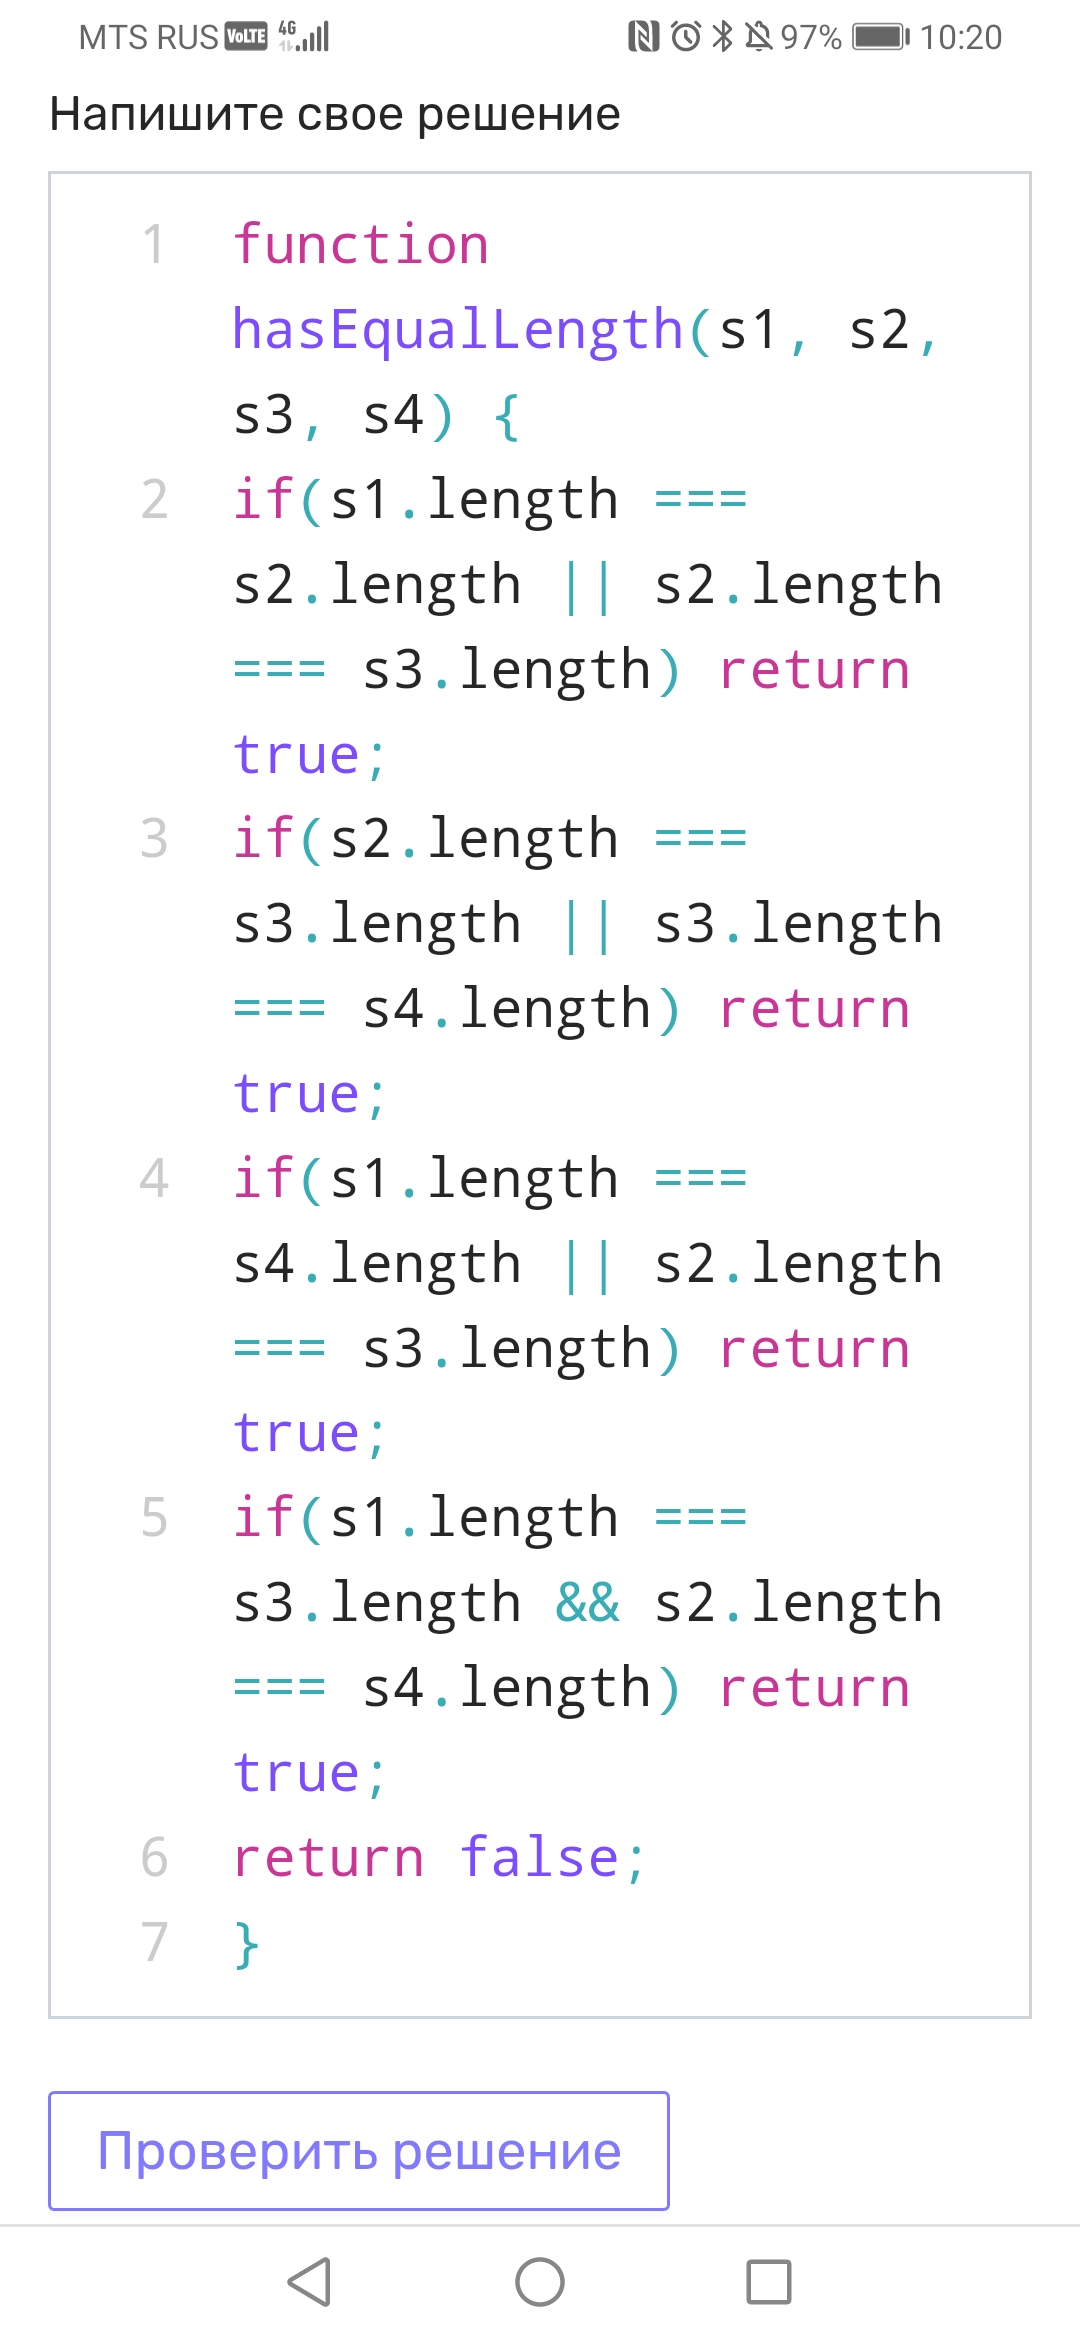 MTS RUS VoLTE 4G 97% 10:20
Напишите свое решение
1 function
hasEqualLength(s1, s2,
s3, s4) {
2 if(s1.length ===
s2.length || s2.length
=== s3.length) return
true;
3 if(s2.length ===
s3.length || s3.length
=== s4.length) return
true;
4 if(s1.length ===
s4.length || s2.length
=== s3.length) return
true;
5 if(s1.length ===
s3.length && s2.length
=== s4.length) return
true;
6 return false;
7 }
Проверить решение